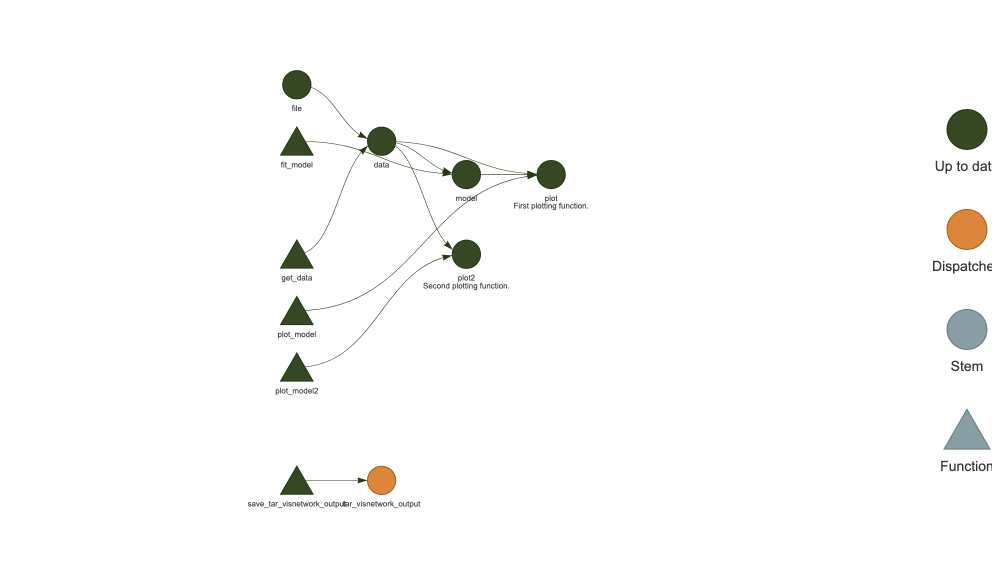 file
fit_model
data
model
plot
First plotting function.
get_data
plot2
Second plotting function.
plot_model
plot_model2
save_tar_visnetwork_output
tar_visnetwork_output
Up to dat
Dispatche
Stem
Function